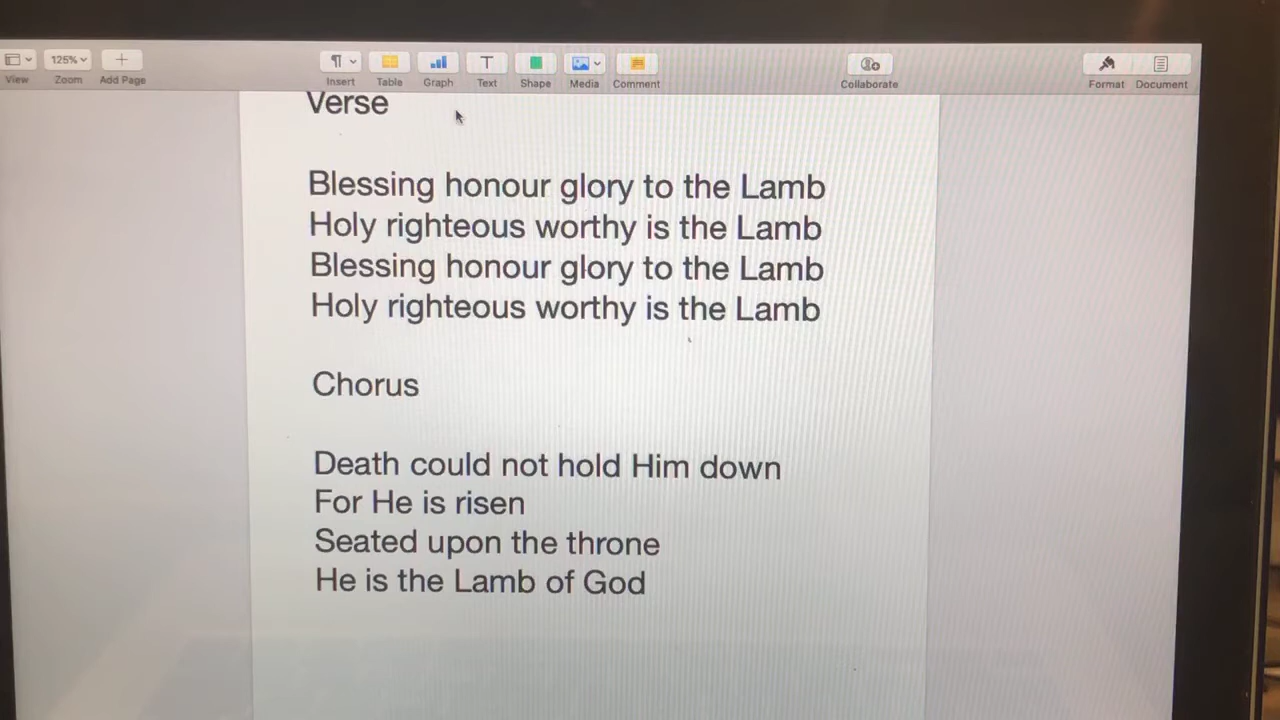 125%
View
Zoom
Add Page
Insert
Table
Graph
Text
Shape
Media
Comment
Collaborate
Format
Document
Verse
Blessing honour glory to the Lamb
Holy righteous worthy is the Lamb
Blessing honour glory to the Lamb
Holy righteous worthy is the Lamb
Chorus
Death could not hold Him down
For He is risen
Seated upon the throne
He is the Lamb of God